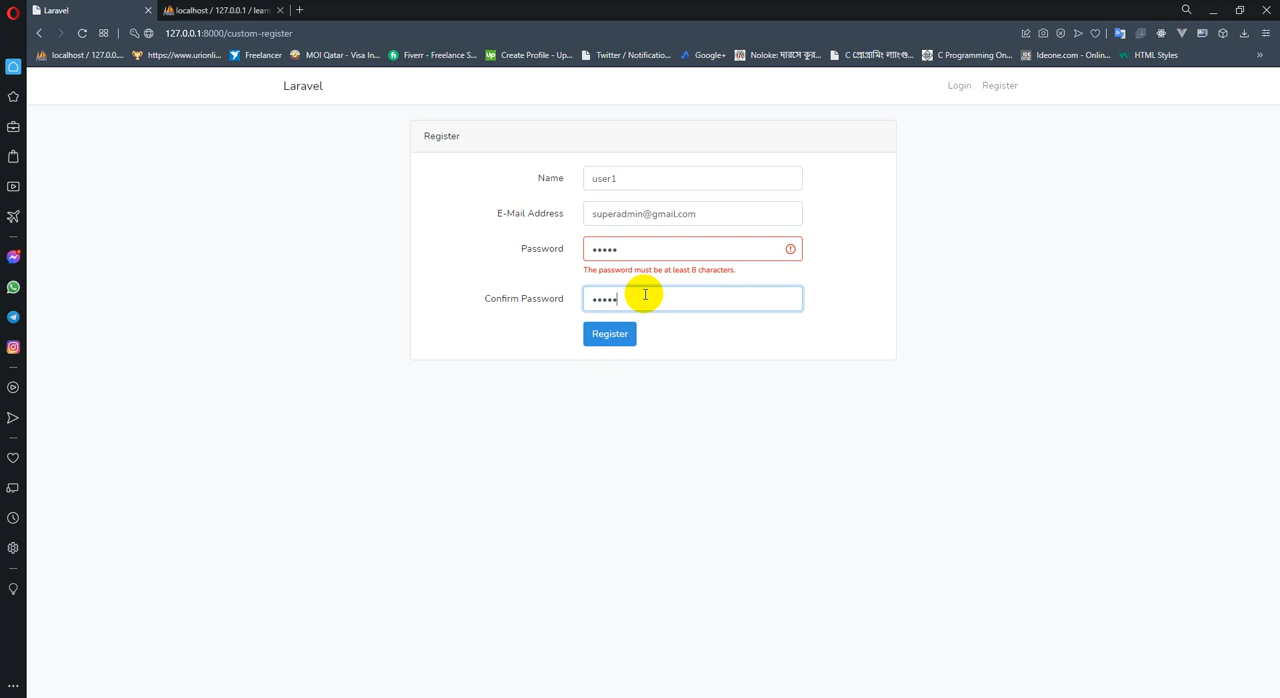 Laravel
localhost / 127.0.0.1 / learn
127.0.0.1:8000/custom-register
localhost / 127.0.0....
https://www.urionli...
Freelancer
MOI Qatar - Visa In...
Fiverr - Freelance S...
Create Profile - Up...
Twitter / Notificatio...
Google+
Noloke: দারসে কুর...
C প্রোগ্রামিং ল্যাংগু...
C Programming On...
Ideone.com - Onlin...
HTML Styles
Laravel
Login
Register
Register
Name
user1
E-Mail Address
superadmin@gmail.com
Password
•••••
The password must be at least 8 characters.
Confirm Password
•••••
Register